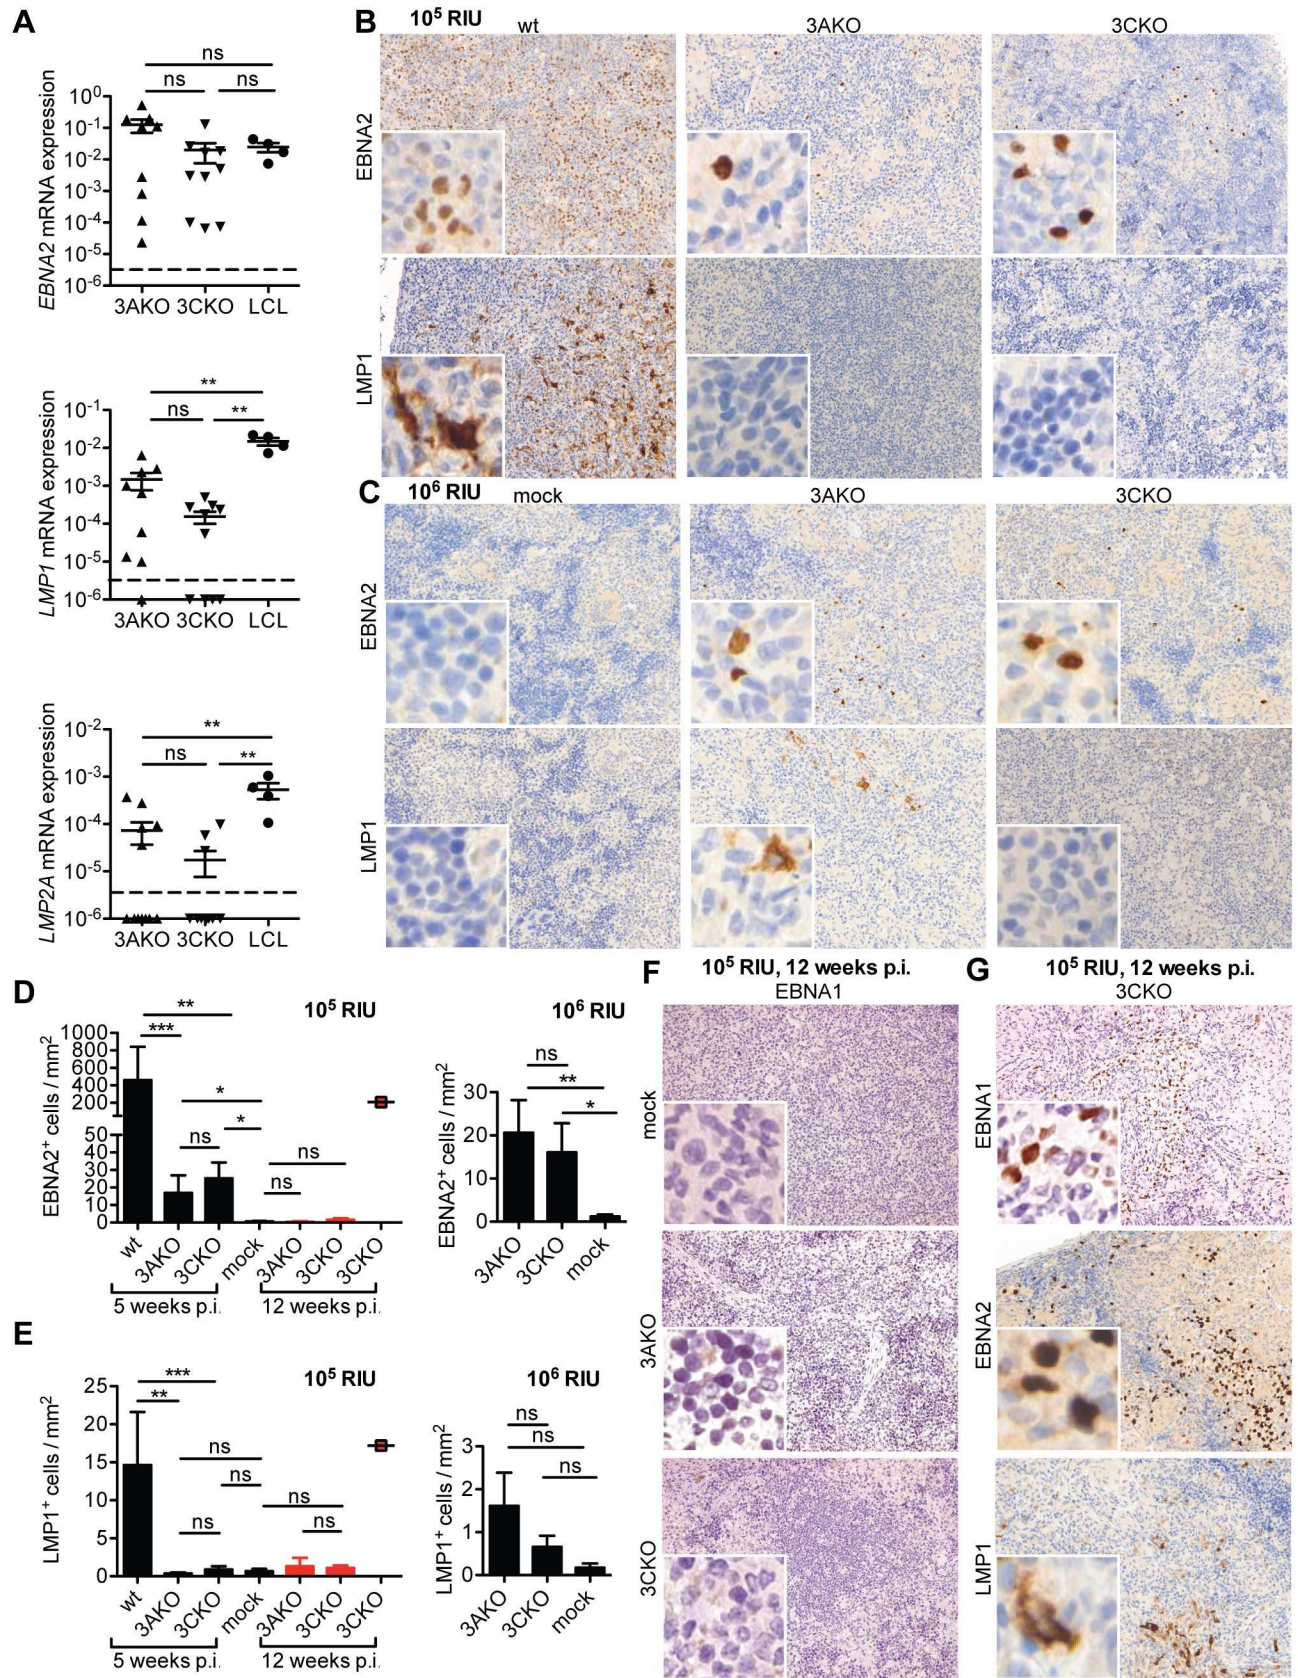 A
ns
ns
ns
EBNA2 mRNA expression
10⁰
10⁻¹
10⁻²
10⁻³
10⁻⁴
10⁻⁵
10⁻⁶
3AKO 3CKO LCL
**
ns
**
LMP1 mRNA expression
10⁻¹
10⁻²
10⁻³
10⁻⁴
10⁻⁵
10⁻⁶
3AKO 3CKO LCL
**
ns
**
LMP2A mRNA expression
10⁻²
10⁻³
10⁻⁴
10⁻⁵
10⁻⁶
3AKO 3CKO LCL
B
10⁵ RIU
wt 3AKO 3CKO
EBNA2
LMP1
C
10⁶ RIU
mock 3AKO 3CKO
EBNA2
LMP1
D
10⁵ RIU
**
***
*
*
ns
ns
ns
EBNA2⁺ cells / mm²
1000
800
600
400
200
50
40
30
20
10
0
wt 3AKO 3CKO mock 3AKO 3CKO 3CKO
5 weeks p.i. 12 weeks p.i.
10⁶ RIU
ns
**
*
EBNA2⁺ cells / mm²
30
20
10
0
3AKO 3CKO mock
E
10⁵ RIU
***
**
ns
ns
ns
ns
ns
LMP1⁺ cells / mm²
25
20
15
10
5
0
wt 3AKO 3CKO mock 3AKO 3CKO 3CKO
5 weeks p.i. 12 weeks p.i.
10⁶ RIU
ns
ns
ns
LMP1⁺ cells / mm²
3
2
1
0
3AKO 3CKO mock
F
10⁵ RIU, 12 weeks p.i.
EBNA1
mock
3AKO
3CKO
G
10⁵ RIU, 12 weeks p.i.
3CKO
EBNA1
EBNA2
LMP1